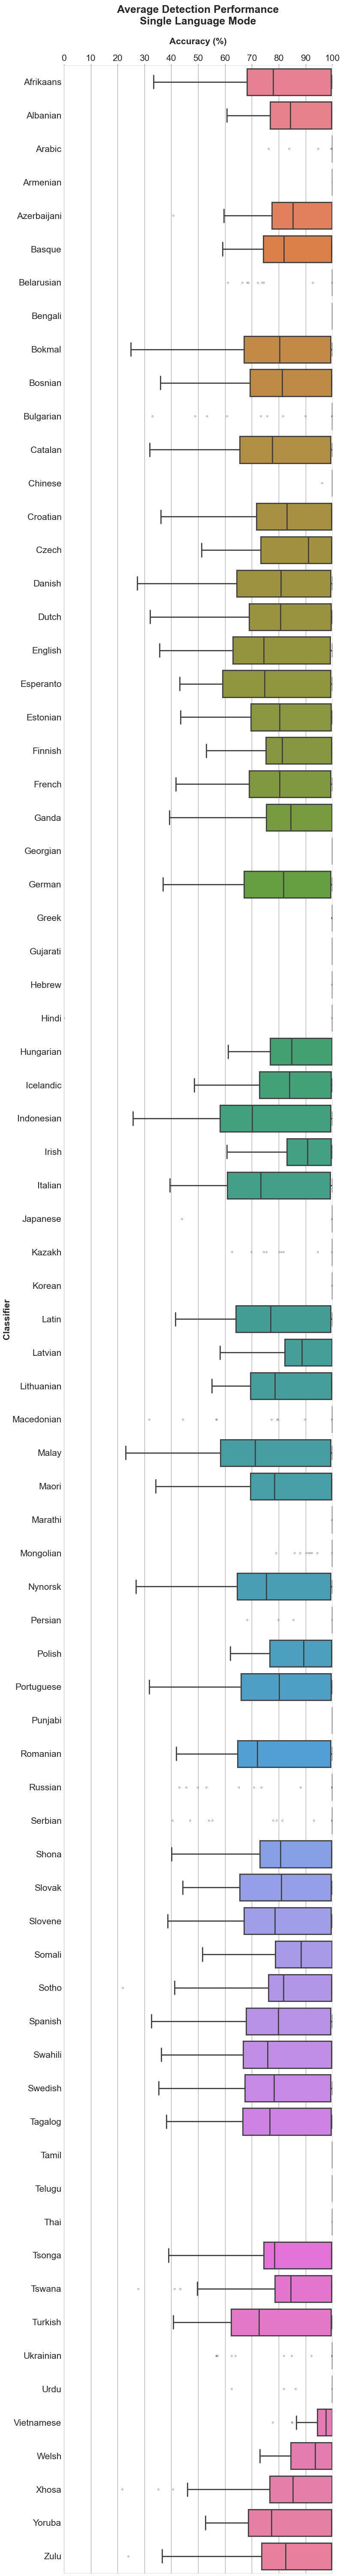 Average Detection Performance
Single Language Mode
Accuracy (%)
0 10 20 30 40 50 60 70 80 90 100
Afrikaans
Albanian
Arabic
Armenian
Azerbaijani
Basque
Belarusian
Bengali
Bokmal
Bosnian
Bulgarian
Catalan
Chinese
Croatian
Czech
Danish
Dutch
English
Esperanto
Estonian
Finnish
French
Ganda
Georgian
German
Greek
Gujarati
Hebrew
Hindi
Hungarian
Icelandic
Indonesian
Irish
Italian
Japanese
Kazakh
Korean
Classifier
Latin
Latvian
Lithuanian
Macedonian
Malay
Maori
Marathi
Mongolian
Nynorsk
Persian
Polish
Portuguese
Punjabi
Romanian
Russian
Serbian
Shona
Slovak
Slovene
Somali
Sotho
Spanish
Swahili
Swedish
Tagalog
Tamil
Telugu
Thai
Tsonga
Tswana
Turkish
Ukrainian
Urdu
Vietnamese
Welsh
Xhosa
Yoruba
Zulu